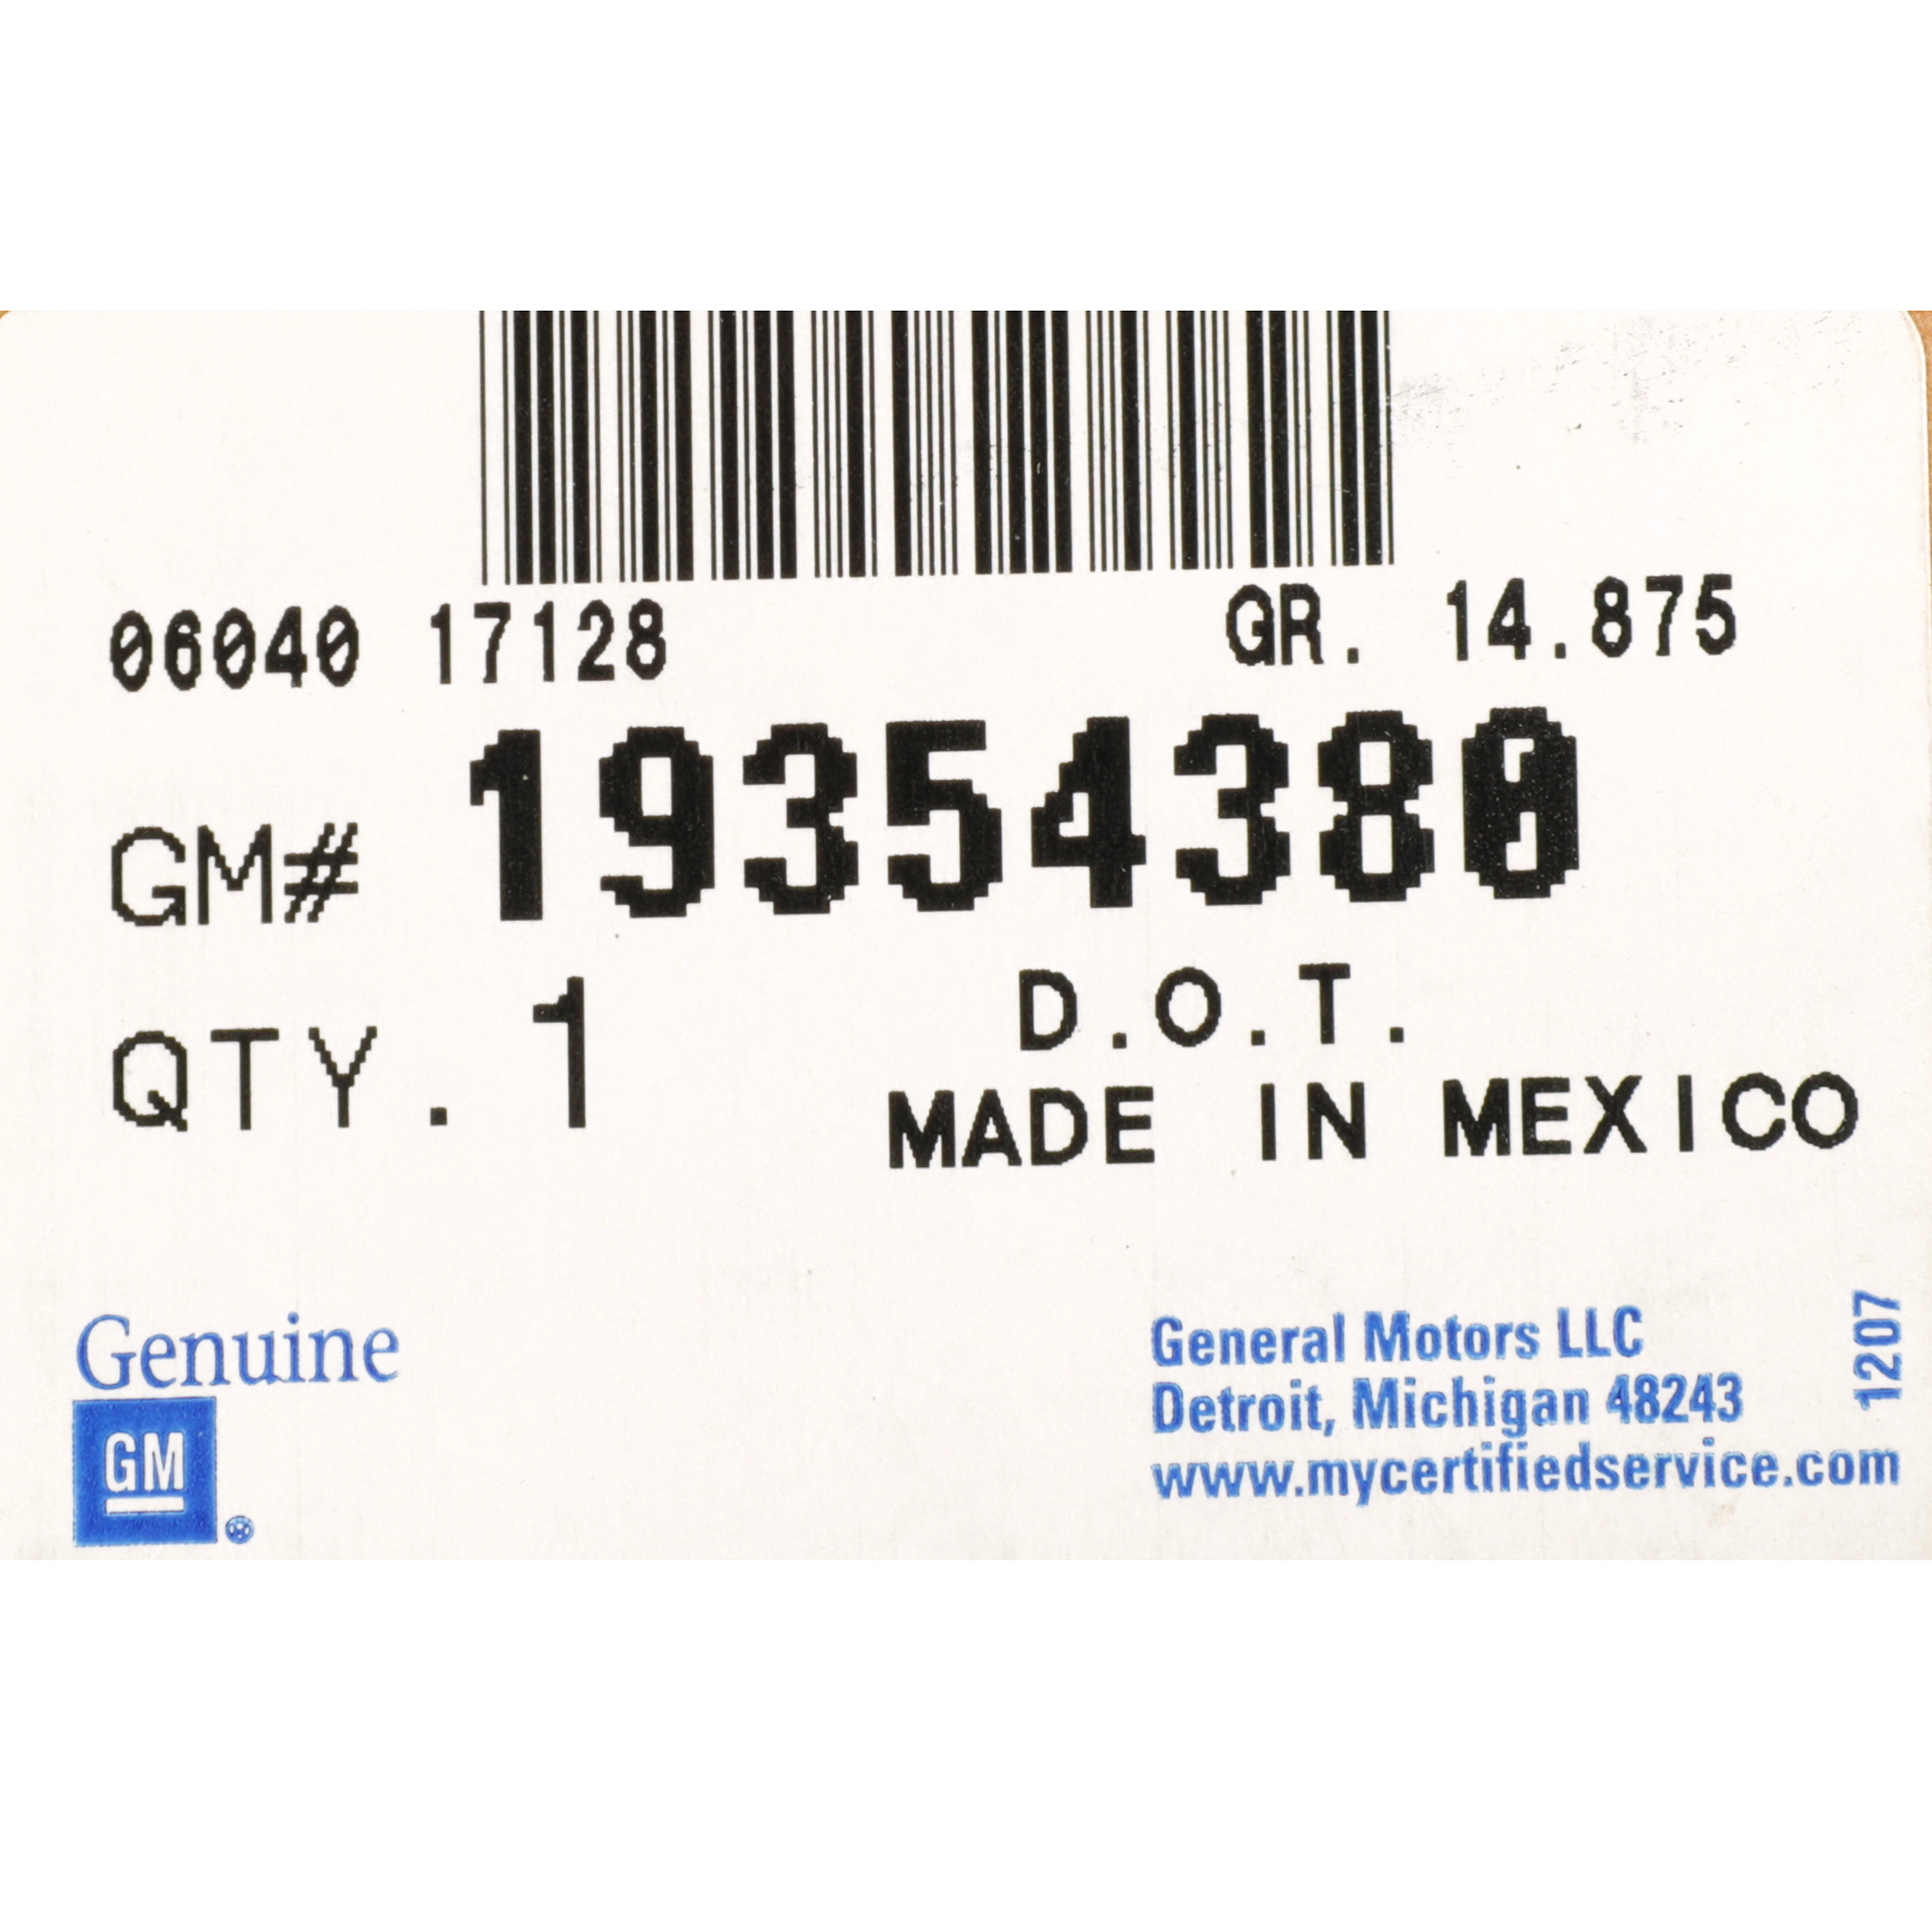 06040 17128 GR. 14.875
GM# 19354380
QTY. 1 D.O.T.
MADE IN MEXICO
Genuine
GM
General Motors LLC
Detroit, Michigan 48243
www.mycertifiedservice.com
1207